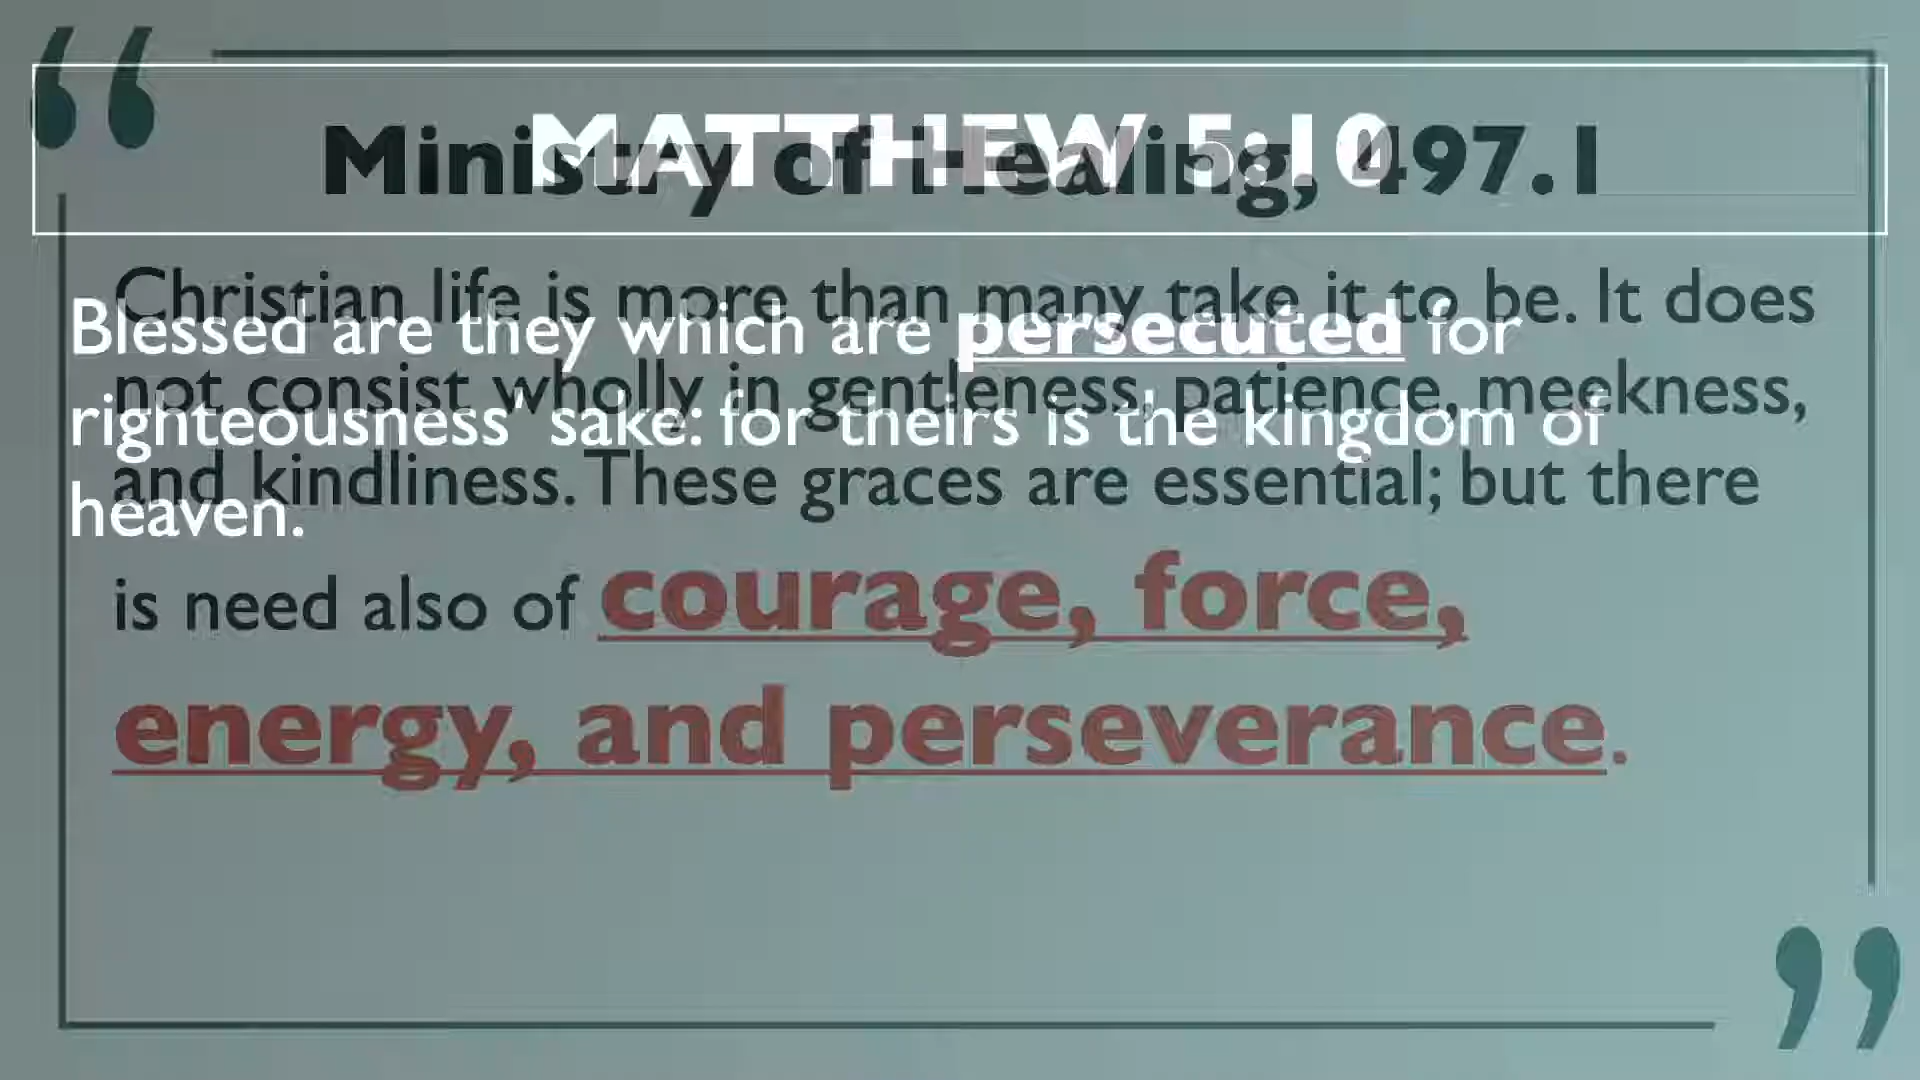 “
MATTHEW 5:10
Blessed are they which are persecuted for
righteousness' sake: for theirs is the kingdom of
heaven.
Ministry of Healing, 497.1
Christian life is more than many take it to be. It does
not consist wholly in gentleness, patience, meekness,
and kindliness. These graces are essential; but there
is need also of courage, force,
energy, and perseverance.
”